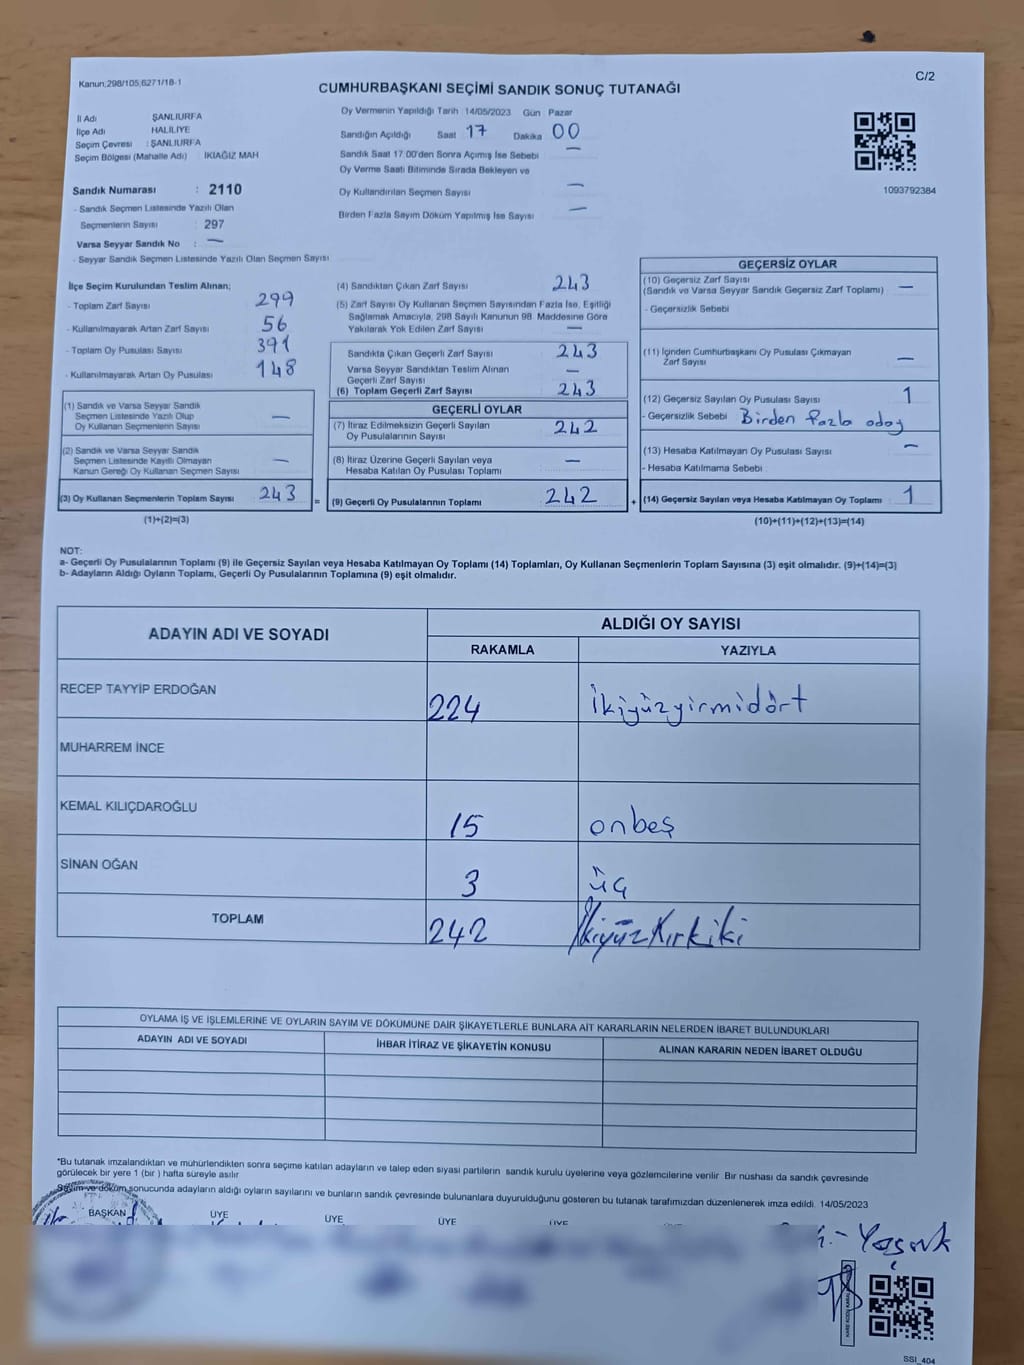 Kanun;298/105,6271/18-1
C/2
CUMHURBAŞKANI SEÇİMİ SANDIK SONUÇ TUTANAĞI
İl Adı ŞANLIURFA
İlçe Adı HALİLİYE
Seçim Çevresi : ŞANLIURFA
Seçim Bölgesi (Mahalle Adı) İKİAĞIZ MAH
Sandık Numarası : 2110
- Sandık Seçmen Listesinde Yazılı Olan
Seçmenlerin Sayısı : 297
Varsa Seyyar Sandık No : —
- Seyyar Sandık Seçmen Listesinde Yazılı Olan Seçmen Sayısı
Oy Vermenin Yapıldığı Tarih 14/05/2023 Gün Pazar
Sandığın Açıldığı Saat 17 Dakika 00
Sandık Saat 17:00'den Sonra Açımış İse Sebebi —
Oy Verme Saati Bitiminde Sırada Bekleyen ve
Oy Kullandırılan Seçmen Sayısı —
Birden Fazla Sayım Döküm Yapılmış İse Sayısı —
1093792384
İlçe Seçim Kurulundan Teslim Alınan;
- Toplam Zarf Sayısı 299
- Kullanılmayarak Artan Zarf Sayısı 56
- Toplam Oy Pusulası Sayısı 391
- Kullanılmayarak Artan Oy Pusulası 148
(1) Sandık ve Varsa Seyyar Sandık
Seçmen Listesinde Yazılı Olup
Oy Kullanan Seçmenlerin Sayısı —
(2) Sandık ve Varsa Seyyar Sandık
Seçmen Listesinde Kayıtlı Olmayan
Kanun Gereği Oy Kullanan Seçmen Sayısı —
(3) Oy Kullanan Seçmenlerin Toplam Sayısı 243
(1)+(2)=(3)
(4) Sandıktan Çıkan Zarf Sayısı 243
(5) Zarf Sayısı Oy Kullanan Seçmen Sayısından Fazla İse, Eşitliği
Sağlamak Amacıyla, 298 Sayılı Kanunun 98. Maddesine Göre
Yakılarak Yok Edilen Zarf Sayısı —
Sandıkta Çıkan Geçerli Zarf Sayısı 243
Varsa Seyyar Sandıktan Teslim Alınan
Geçerli Zarf Sayısı —
(6) Toplam Geçerli Zarf Sayısı 243
GEÇERLİ OYLAR
(7) İtiraz Edilmeksizin Geçerli Sayılan
Oy Pusulalarının Sayısı 242
(8) İtiraz Üzerine Geçerli Sayılan veya
Hesaba Katılan Oy Pusulası Toplamı —
= (9) Geçerli Oy Pusulalarının Toplamı 242
GEÇERSİZ OYLAR
(10) Geçersiz Zarf Sayısı
(Sandık ve Varsa Seyyar Sandık Geçersiz Zarf Toplamı) —
- Geçersizlik Sebebi
(11) İçinden Cumhurbaşkanı Oy Pusulası Çıkmayan
Zarf Sayısı —
(12) Geçersiz Sayılan Oy Pusulası Sayısı 1
- Geçersizlik Sebebi Birden fazla aday
(13) Hesaba Katılmayan Oy Pusulası Sayısı —
- Hesaba Katılmama Sebebi
+ (14) Geçersiz Sayılan veya Hesaba Katılmayan Oy Toplamı 1
(10)+(11)+(12)+(13)=(14)
NOT:
a- Geçerli Oy Pusulalarının Toplamı (9) ile Geçersiz Sayılan veya Hesaba Katılmayan Oy Toplamı (14) Toplamları, Oy Kullanan Seçmenlerin Toplam Sayısına (3) eşit olmalıdır. (9)+(14)=(3)
b- Adayların Aldığı Oyların Toplamı, Geçerli Oy Pusulalarının Toplamına (9) eşit olmalıdır.
ADAYIN ADI VE SOYADI ALDIĞI OY SAYISI
RAKAMLA YAZIYLA
RECEP TAYYİP ERDOĞAN 224 İkiyüzyirmidört
MUHARREM İNCE
KEMAL KILIÇDAROĞLU 15 onbeş
SİNAN OĞAN 3 üç
TOPLAM 242 İkiyüzkırkiki
OYLAMA İŞ VE İŞLEMLERİNE VE OYLARIN SAYIM VE DÖKÜMÜNE DAİR ŞİKAYETLERLE BUNLARA AİT KARARLARIN NELERDEN İBARET BULUNDUKLARI
ADAYIN ADI VE SOYADI İHBAR İTİRAZ VE ŞİKAYETİN KONUSU ALINAN KARARIN NEDEN İBARET OLDUĞU
*Bu tutanak imzalandıktan ve mühürlendikten sonra seçime katılan adayların ve talep eden siyasi partilerin sandık kurulu üyelerine veya gözlemcilerine verilir. Bir nushası da sandık çevresinde
görülecek bir yere 1 (bir ) hafta süreyle asılır.
Sayım ve döküm sonucunda adayların aldığı oyların sayılarını ve bunların sandık çevresinde bulunanlara duyurulduğunu gösteren bu tutanak tarafımızdan düzenlenerek imza edildi. 14/05/2023
BAŞKAN ÜYE ÜYE ÜYE ÜYE
SSI_404